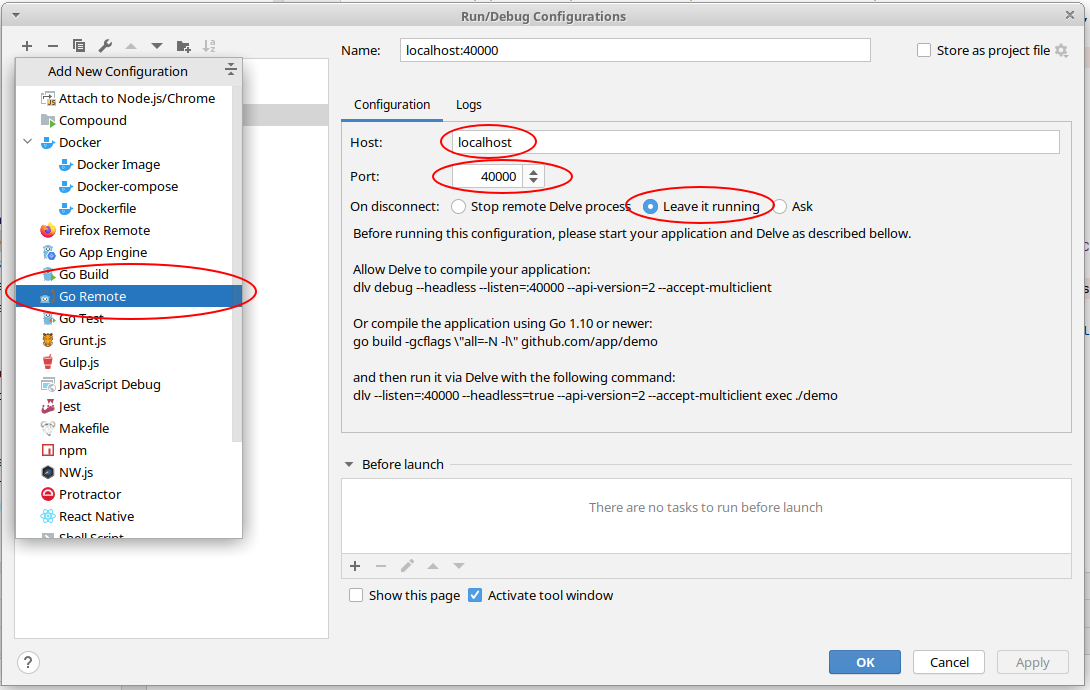 Run/Debug Configurations
Name: localhost:40000
Store as project file
Add New Configuration
Attach to Node.js/Chrome
Compound
Docker
Docker Image
Docker-compose
Dockerfile
Firefox Remote
Go App Engine
Go Build
Go Remote
Go Test
Grunt.js
Gulp.js
JavaScript Debug
Jest
Makefile
npm
NW.js
Protractor
React Native
Shell Script
Configuration Logs
Host: localhost
Port: 40000
On disconnect: Stop remote Delve process Leave it running Ask
Before running this configuration, please start your application and Delve as described bellow.
Allow Delve to compile your application:
dlv debug --headless --listen=:40000 --api-version=2 --accept-multiclient
Or compile the application using Go 1.10 or newer:
go build -gcflags \"all=-N -l\" github.com/app/demo
and then run it via Delve with the following command:
dlv --listen=:40000 --headless=true --api-version=2 --accept-multiclient exec ./demo
Before launch
There are no tasks to run before launch
Show this page Activate tool window
? OK Cancel Apply